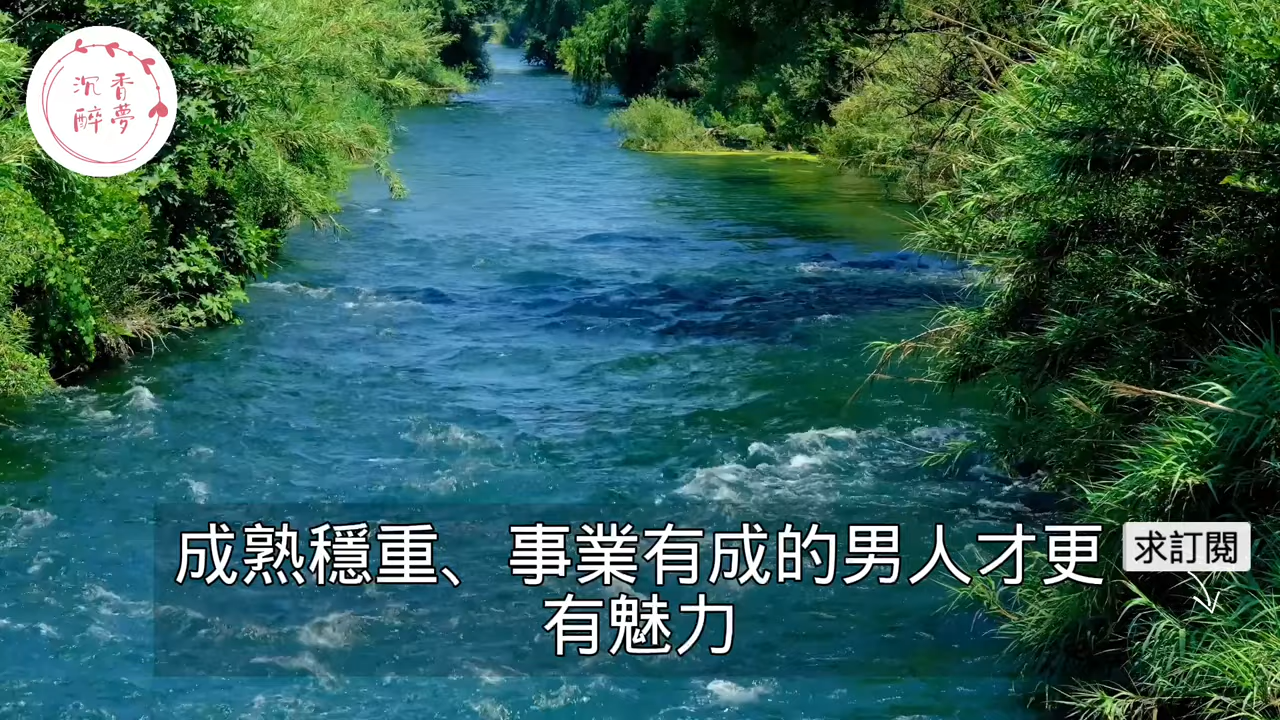 沉香
醉夢
成熟穩重、事業有成的男人才更
有魅力
求訂閱